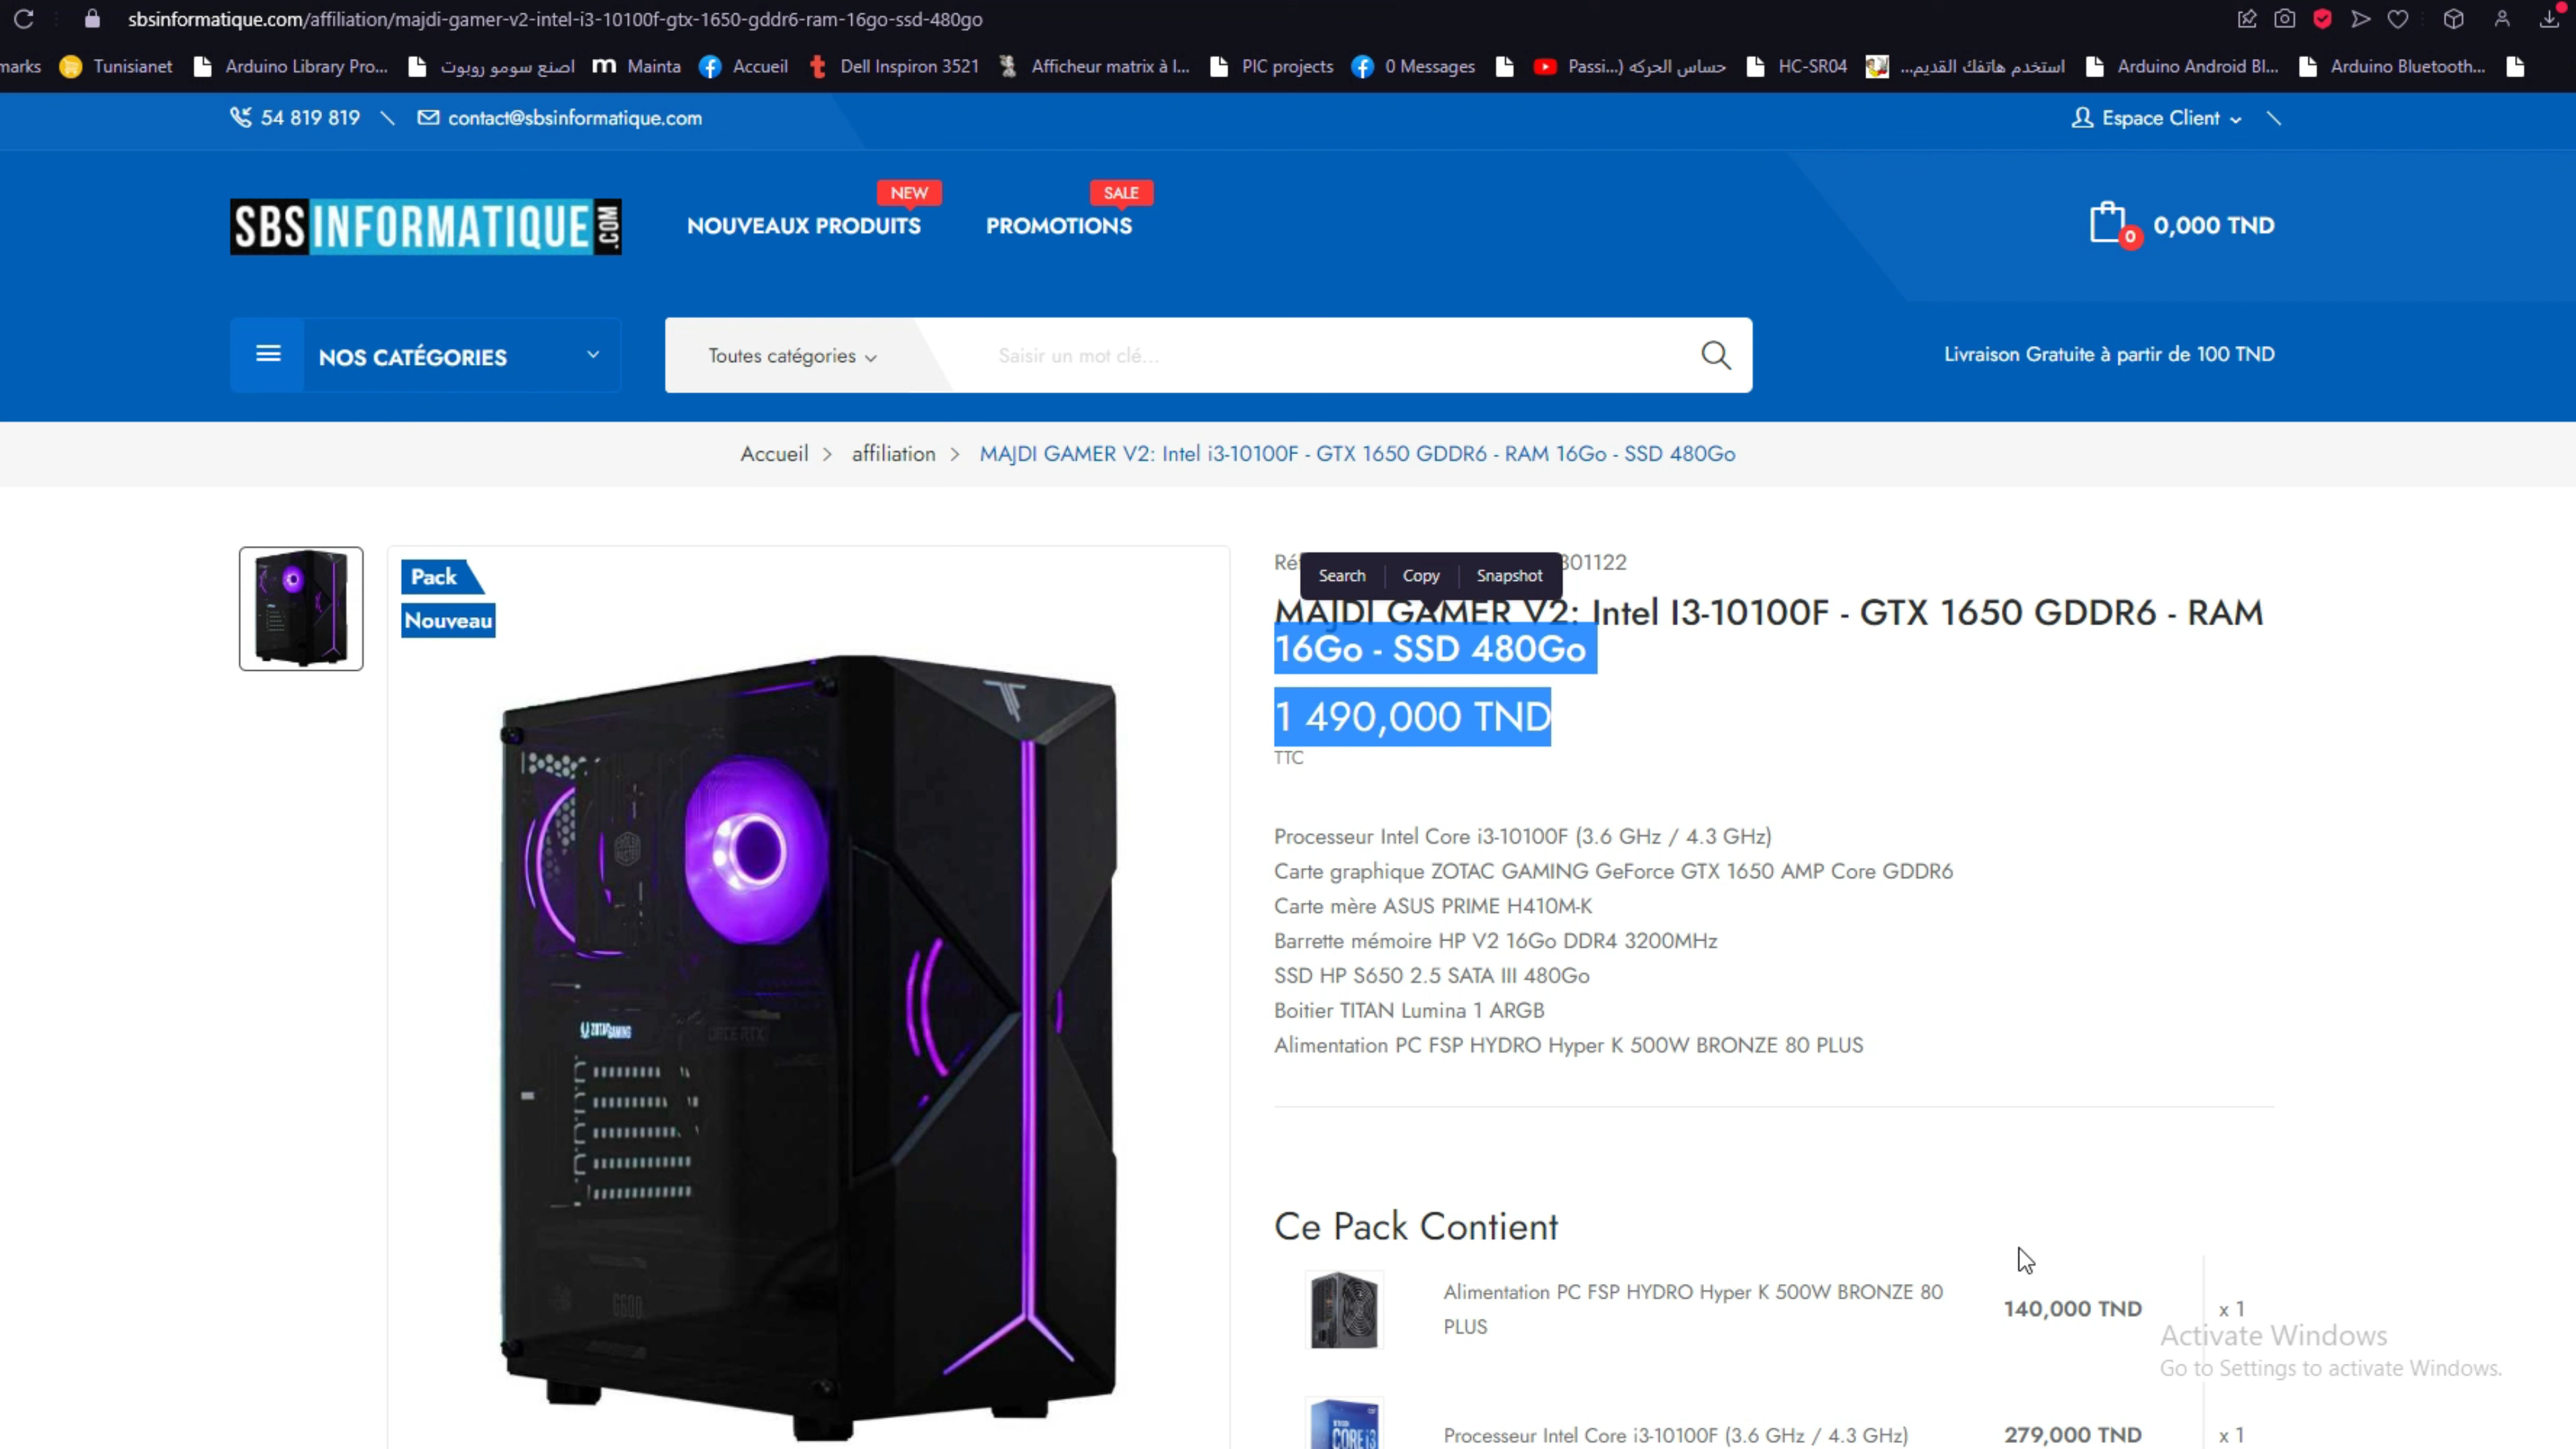 sbsinformatique.com/affiliation/majdi-gamer-v2-intel-i3-10100f-gtx-1650-gddr6-ram-16go-ssd-480go
marks Tunisianet Arduino Library Pro... اصنع سومو روبوت Mainta Accueil Dell Inspiron 3521 Afficheur matrix à l... PIC projects 0 Messages حساس الحركه (...Passi HC-SR04 استخدم هاتفك القديم... Arduino Android Bl... Arduino Bluetooth...
54 819 819 contact@sbsinformatique.com Espace Client
NEW SALE
SBSINFORMATIQUE.COM NOUVEAUX PRODUITS PROMOTIONS 0 0,000 TND
NOS CATÉGORIES Toutes catégories Saisir un mot clé... Livraison Gratuite à partir de 100 TND
Accueil > affiliation > MAJDI GAMER V2: Intel i3-10100F - GTX 1650 GDDR6 - RAM 16Go - SSD 480Go
Pack
Nouveau
Ré 301122
Search Copy Snapshot
MAJDI GAMER V2: Intel I3-10100F - GTX 1650 GDDR6 - RAM
16Go - SSD 480Go
1 490,000 TND
TTC
Processeur Intel Core i3-10100F (3.6 GHz / 4.3 GHz)
Carte graphique ZOTAC GAMING GeForce GTX 1650 AMP Core GDDR6
Carte mère ASUS PRIME H410M-K
Barrette mémoire HP V2 16Go DDR4 3200MHz
SSD HP S650 2.5 SATA III 480Go
Boitier TITAN Lumina 1 ARGB
Alimentation PC FSP HYDRO Hyper K 500W BRONZE 80 PLUS
ZOTAC GAMING
Ce Pack Contient
Alimentation PC FSP HYDRO Hyper K 500W BRONZE 80
PLUS
140,000 TND x 1
Activate Windows
Go to Settings to activate Windows.
CORE i3
Processeur Intel Core i3-10100F (3.6 GHz / 4.3 GHz) 279,000 TND x 1